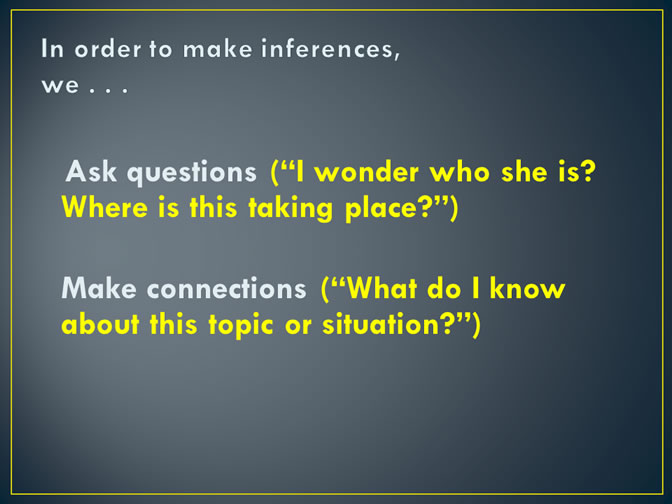 In order to make inferences,
we . . .
Ask questions (“I wonder who she is?
Where is this taking place?”)
Make connections (“What do I know
about this topic or situation?”)